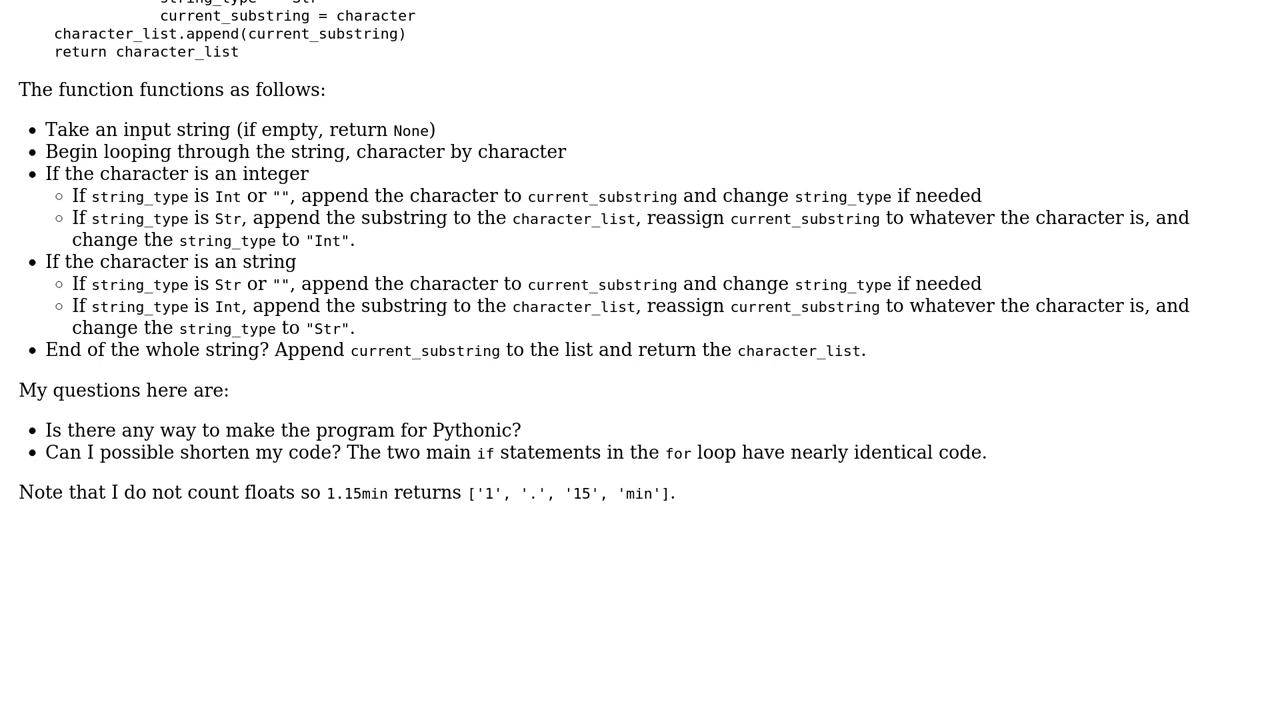 current_substring = character
character_list.append(current_substring)
return character_list
The function functions as follows:
Take an input string (if empty, return None)
Begin looping through the string, character by character
If the character is an integer
If string_type is Int or "", append the character to current_substring and change string_type if needed
If string_type is Str, append the substring to the character_list, reassign current_substring to whatever the character is, and
change the string_type to "Int".
If the character is an string
If string_type is Str or "", append the character to current_substring and change string_type if needed
If string_type is Int, append the substring to the character_list, reassign current_substring to whatever the character is, and
change the string_type to "Str".
End of the whole string? Append current_substring to the list and return the character_list.
My questions here are:
Is there any way to make the program for Pythonic?
Can I possible shorten my code? The two main if statements in the for loop have nearly identical code.
Note that I do not count floats so 1.15min returns ['1', '.', '15', 'min'].